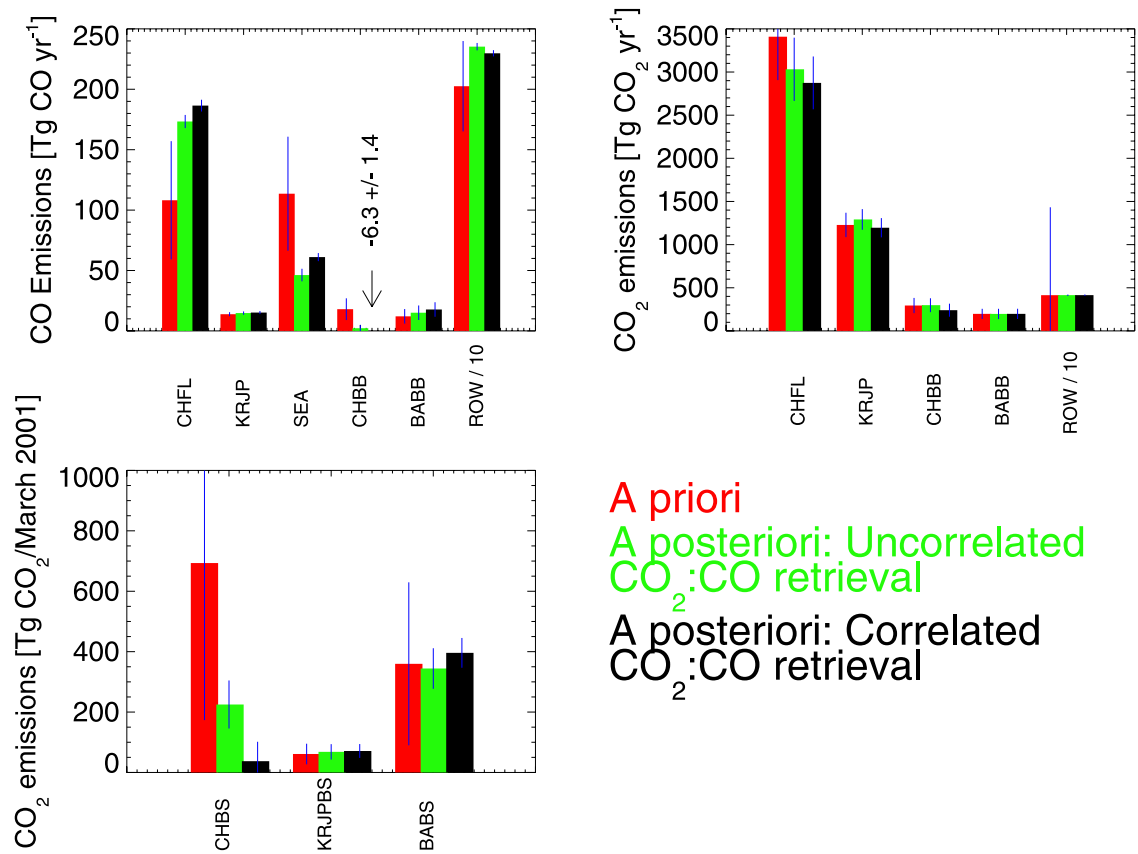 CO Emissions [Tg CO yr-1]
250
200
150
100
50
0
-6.3 +/- 1.4
CHFL
KRJP
SEA
CHBB
BABB
ROW / 10
CO2 emissions [Tg CO2 yr-1]
3500
3000
2500
2000
1500
1000
500
0
CHFL
KRJP
CHBB
BABB
ROW / 10
CO2 emissions [Tg CO2/March 2001]
1000
800
600
400
200
0
CHBS
KRJPBS
BABS
A priori
A posteriori: Uncorrelated
CO2:CO retrieval
A posteriori: Correlated
CO2:CO retrieval